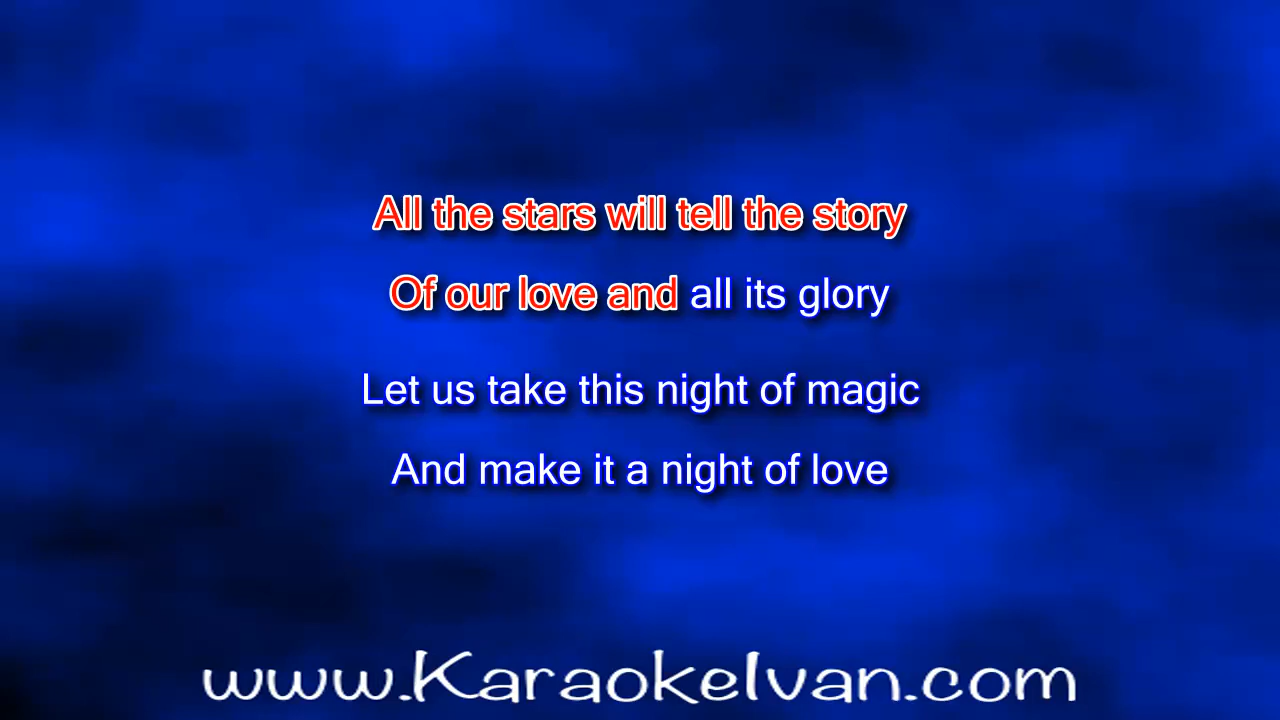 All the stars will tell the story
Of our love and all its glory
Let us take this night of magic
And make it a night of love
www.KaraokeIvan.com